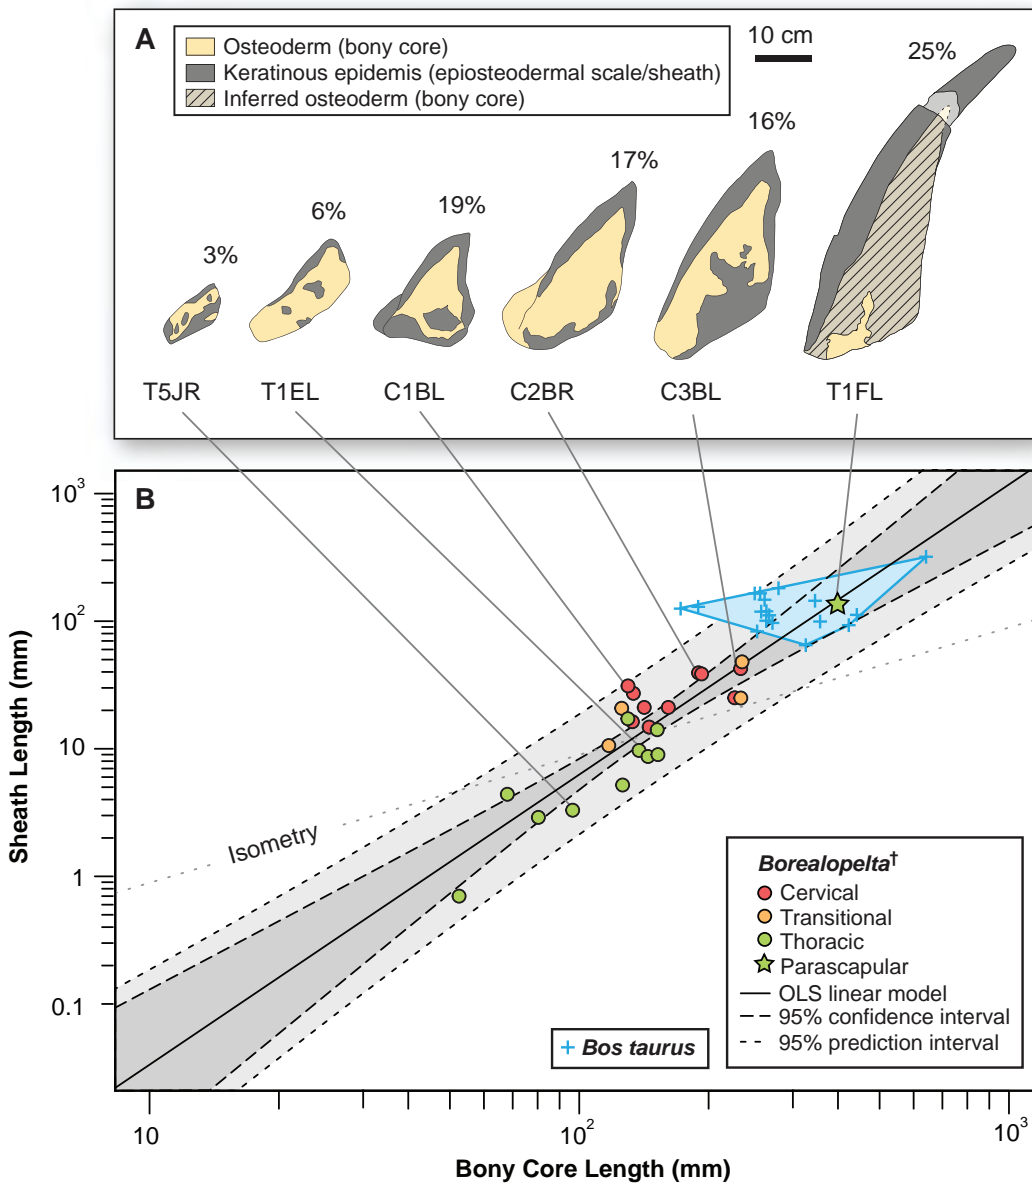 A
Osteoderm (bony core)
Keratinous epidemis (epiosteodermal scale/sheath)
Inferred osteoderm (bony core)
10 cm
25%
16%
17%
19%
6%
3%
T5JR
T1EL
C1BL
C2BR
C3BL
T1FL
B
10³
10²
10
1
0.1
Sheath Length (mm)
Isometry
Borealopelta†
Cervical
Transitional
Thoracic
Parascapular
OLS linear model
95% confidence interval
95% prediction interval
Bos taurus
10
10²
10³
Bony Core Length (mm)